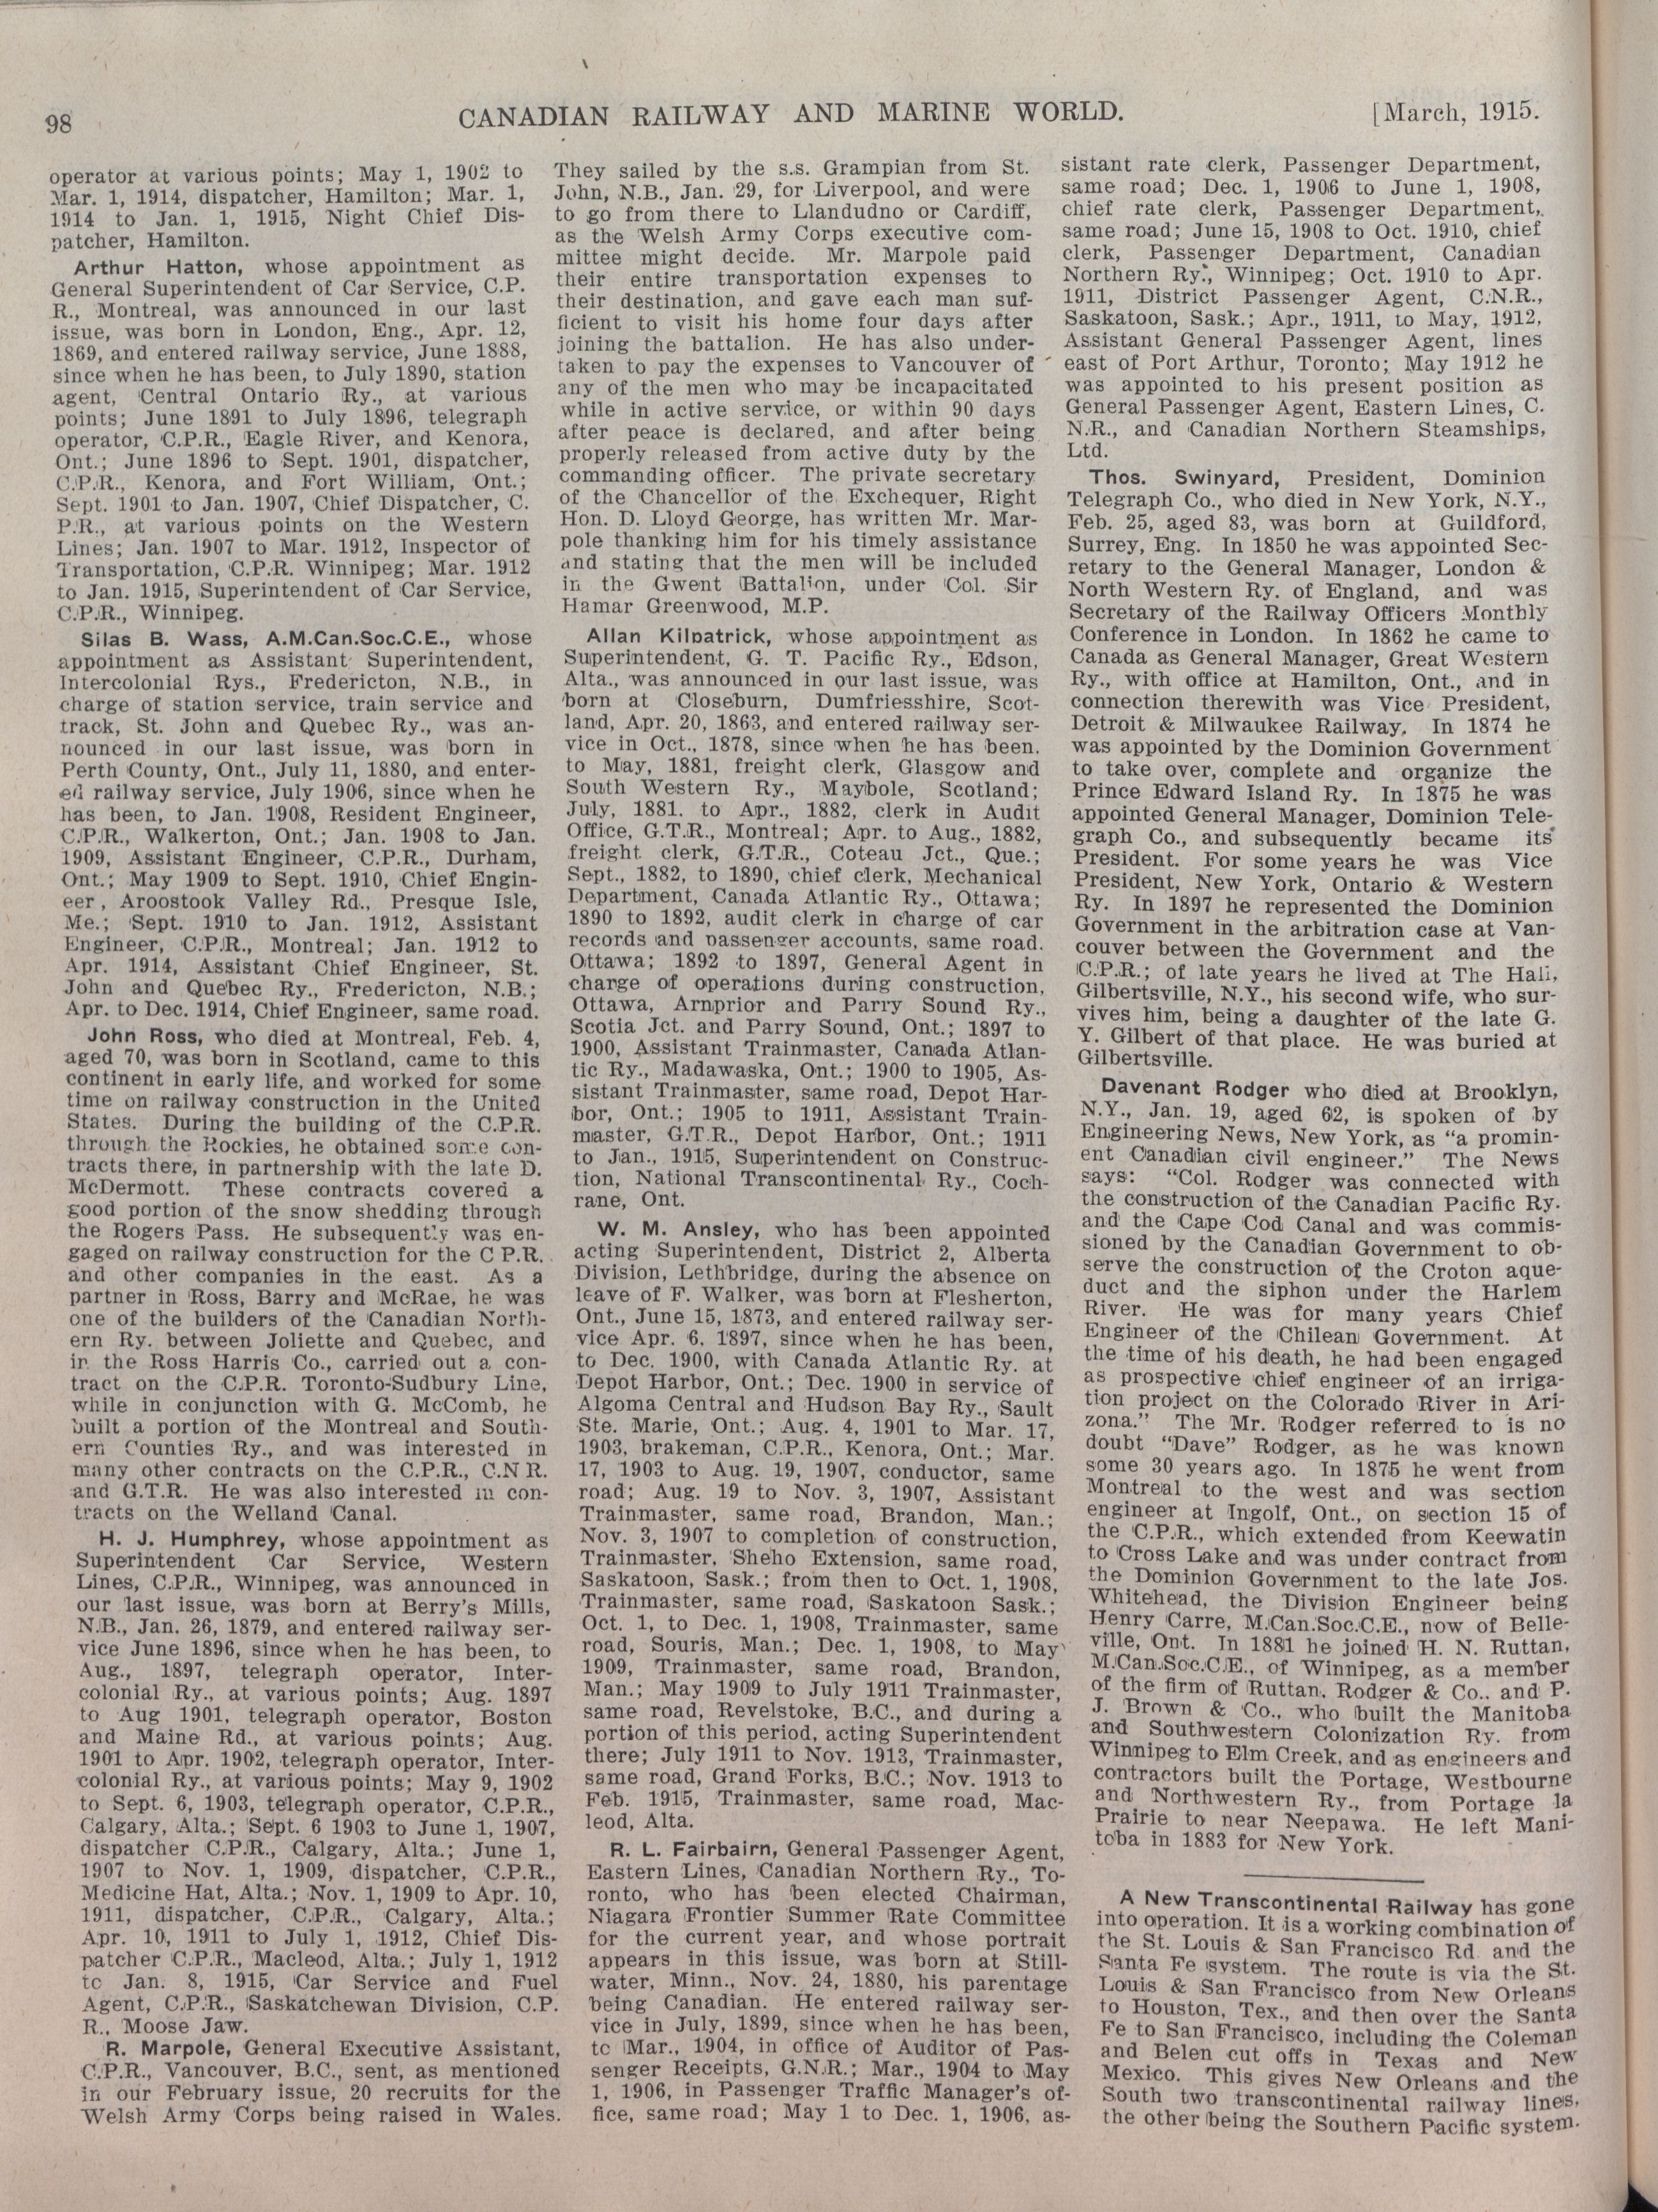 98
CANADIAN RAILWAY AND MARINE WORLD.
[March, 1915.
operator at various points; May 1, 1902 to
Mar. 1, 1914, dispatcher, Hamilton; Mar. 1,
1914 to Jan. 1, 1915, Night Chief Dis-
patcher, Hamilton.
Arthur Hatton, whose appointment as
General Superintendent of Car Service, C.P.
R., Montreal, was announced in our last
issue, was born in London, Eng., Apr. 12,
1869, and entered railway service, June 1888,
since when he has been, to July 1890, station
agent, Central Ontario Ry., at various
points; June 1891 to July 1896, telegraph
operator, C.P.R., Eagle River, and Kenora,
Ont.; June 1896 to Sept. 1901, dispatcher,
C.P.R., Kenora, and Fort William, Ont.;
Sept. 1901 to Jan. 1907, Chief Dispatcher, C.
P.R., at various points on the Western
Lines; Jan. 1907 to Mar. 1912, Inspector of
Transportation, C.P.R. Winnipeg; Mar. 1912
to Jan. 1915, Superintendent of Car Service,
C.P.R., Winnipeg.
Silas B. Wass, A.M.Can.Soc.C.E., whose
appointment as Assistant Superintendent,
Intercolonial Rys., Fredericton, N.B., in
charge of station service, train service and
track, St. John and Quebec Ry., was an-
nounced in our last issue, was born in
Perth County, Ont., July 11, 1880, and enter-
ed railway service, July 1906, since when he
has been, to Jan. 1908, Resident Engineer,
C.P.R., Walkerton, Ont.; Jan. 1908 to Jan.
1909, Assistant Engineer, C.P.R., Durham,
Ont.; May 1909 to Sept. 1910, Chief Engin-
eer, Aroostook Valley Rd., Presque Isle,
Me.; Sept. 1910 to Jan. 1912, Assistant
Engineer, C.P.R., Montreal; Jan. 1912 to
Apr. 1914, Assistant Chief Engineer, St.
John and Quebec Ry., Fredericton, N.B.;
Apr. to Dec. 1914, Chief Engineer, same road.
John Ross, who died at Montreal, Feb. 4,
aged 70, was born in Scotland, came to this
continent in early life, and worked for some
time on railway construction in the United
States. During the building of the C.P.R.
through the Rockies, he obtained some con-
tracts there, in partnership with the late D.
McDermott. These contracts covered a
good portion of the snow shedding through
the Rogers Pass. He subsequently was en-
gaged on railway construction for the C P.R.
and other companies in the east. As a
partner in Ross, Barry and McRae, he was
one of the builders of the Canadian North-
ern Ry. between Joliette and Quebec, and
in the Ross Harris Co., carried out a con-
tract on the C.P.R. Toronto-Sudbury Line,
while in conjunction with G. McComb, he
built a portion of the Montreal and South-
ern Counties Ry., and was interested in
many other contracts on the C.P.R., C.N R.
and G.T.R. He was also interested in con-
tracts on the Welland Canal.
H. J. Humphrey, whose appointment as
Superintendent Car Service, Western
Lines, C.P.R., Winnipeg, was announced in
our last issue, was born at Berry's Mills,
N.B., Jan. 26, 1879, and entered railway ser-
vice June 1896, since when he has been, to
Aug., 1897, telegraph operator, Inter-
colonial Ry., at various points; Aug. 1897
to Aug 1901, telegraph operator, Boston
and Maine Rd., at various points; Aug.
1901 to Apr. 1902, telegraph operator, Inter-
colonial Ry., at various points; May 9, 1902
to Sept. 6, 1903, telegraph operator, C.P.R.,
Calgary, Alta.; Sept. 6 1903 to June 1, 1907,
dispatcher C.P.R., Calgary, Alta.; June 1,
1907 to Nov. 1, 1909, dispatcher, C.P.R.,
Medicine Hat, Alta.; Nov. 1, 1909 to Apr. 10,
1911, dispatcher, C.P.R., Calgary, Alta.;
Apr. 10, 1911 to July 1, 1912, Chief Dis-
patcher C.P.R., Macleod, Alta.; July 1, 1912
to Jan. 8, 1915, Car Service and Fuel
Agent, C.P.R., Saskatchewan Division, C.P.
R., Moose Jaw.
R. Marpole, General Executive Assistant,
C.P.R., Vancouver, B.C., sent, as mentioned
in our February issue, 20 recruits for the
Welsh Army Corps being raised in Wales.
They sailed by the s.s. Grampian from St.
John, N.B., Jan. 29, for Liverpool, and were
to go from there to Llandudno or Cardiff,
as the Welsh Army Corps executive com-
mittee might decide. Mr. Marpole paid
their entire transportation expenses to
their destination, and gave each man suf-
ficient to visit his home four days after
joining the battalion. He has also under-
taken to pay the expenses to Vancouver of
any of the men who may be incapacitated
while in active service, or within 90 days
after peace is declared, and after being
properly released from active duty by the
commanding officer. The private secretary
of the Chancellor of the Exchequer, Right
Hon. D. Lloyd George, has written Mr. Mar-
pole thanking him for his timely assistance
and stating that the men will be included
in the Gwent Battalion, under Col. Sir
Hamar Greenwood, M.P.
Allan Kilpatrick, whose appointment as
Superintendent, G. T. Pacific Ry., Edson,
Alta., was announced in our last issue, was
born at Closeburn, Dumfriesshire, Scot-
land, Apr. 20, 1863, and entered railway ser-
vice in Oct., 1878, since when he has been.
to May, 1881, freight clerk, Glasgow and
South Western Ry., Maybole, Scotland;
July, 1881. to Apr., 1882, clerk in Audit
Office, G.T.R., Montreal; Apr. to Aug., 1882,
freight clerk, G.T.R., Coteau Jct., Que.;
Sept., 1882, to 1890, chief clerk, Mechanical
Department, Canada Atlantic Ry., Ottawa;
1890 to 1892, audit clerk in charge of car
records and passenger accounts, same road.
Ottawa; 1892 to 1897, General Agent in
charge of operations during construction,
Ottawa, Arnprior and Parry Sound Ry.,
Scotia Jct. and Parry Sound, Ont.; 1897 to
1900, Assistant Trainmaster, Canada Atlan-
tic Ry., Madawaska, Ont.; 1900 to 1905, As-
sistant Trainmaster, same road, Depot Har-
bor, Ont.; 1905 to 1911, Assistant Train-
master, G.T.R., Depot Harbor, Ont.; 1911
to Jan., 1915, Superintendent on Construc-
tion, National Transcontinental Ry., Coch-
rane, Ont.
W. M. Ansley, who has been appointed
acting Superintendent, District 2, Alberta
Division, Lethbridge, during the absence on
leave of F. Walker, was born at Flesherton,
Ont., June 15, 1873, and entered railway ser-
vice Apr. 6, 1897, since when he has been,
to Dec. 1900, with Canada Atlantic Ry. at
Depot Harbor, Ont.; Dec. 1900 in service of
Algoma Central and Hudson Bay Ry., Sault
Ste. Marie, Ont.; Aug. 4, 1901 to Mar. 17,
1903, brakeman, C.P.R., Kenora, Ont.; Mar.
17, 1903 to Aug. 19, 1907, conductor, same
road; Aug. 19 to Nov. 3, 1907, Assistant
Trainmaster, same road, Brandon, Man.;
Nov. 3, 1907 to completion of construction,
Trainmaster, Sheho Extension, same road,
Saskatoon, Sask.; from then to Oct. 1, 1908,
Trainmaster, same road, Saskatoon Sask.;
Oct. 1, to Dec. 1, 1908, Trainmaster, same
road, Souris, Man.; Dec. 1, 1908, to May
1909, Trainmaster, same road, Brandon,
Man.; May 1909 to July 1911 Trainmaster,
same road, Revelstoke, B.C., and during a
portion of this period, acting Superintendent
there; July 1911 to Nov. 1913, Trainmaster,
same road, Grand Forks, B.C.; Nov. 1913 to
Feb. 1915, Trainmaster, same road, Mac-
leod, Alta.
R. L. Fairbairn, General Passenger Agent,
Eastern Lines, Canadian Northern Ry., To-
ronto, who has been elected Chairman,
Niagara Frontier Summer Rate Committee
for the current year, and whose portrait
appears in this issue, was born at Still-
water, Minn., Nov. 24, 1880, his parentage
being Canadian. He entered railway ser-
vice in July, 1899, since when he has been,
to Mar., 1904, in office of Auditor of Pas-
senger Receipts, G.N.R.; Mar., 1904 to May
1, 1906, in Passenger Traffic Manager's of-
fice, same road; May 1 to Dec. 1, 1906, as-
sistant rate clerk, Passenger Department,
same road; Dec. 1, 1906 to June 1, 1908,
chief rate clerk, Passenger Department,
same road; June 15, 1908 to Oct. 1910, chief
clerk, Passenger Department, Canadian
Northern Ry., Winnipeg; Oct. 1910 to Apr.
1911, District Passenger Agent, C.N.R.,
Saskatoon, Sask.; Apr., 1911, to May, 1912,
Assistant General Passenger Agent, lines
east of Port Arthur, Toronto; May 1912 he
was appointed to his present position as
General Passenger Agent, Eastern Lines, C.
N.R., and Canadian Northern Steamships,
Ltd.
Thos. Swinyard, President, Dominion
Telegraph Co., who died in New York, N.Y.,
Feb. 25, aged 83, was born at Guildford,
Surrey, Eng. In 1850 he was appointed Sec-
retary to the General Manager, London &
North Western Ry. of England, and was
Secretary of the Railway Officers Monthly
Conference in London. In 1862 he came to
Canada as General Manager, Great Western
Ry., with office at Hamilton, Ont., and in
connection therewith was Vice President,
Detroit & Milwaukee Railway. In 1874 he
was appointed by the Dominion Government
to take over, complete and organize the
Prince Edward Island Ry. In 1875 he was
appointed General Manager, Dominion Tele-
graph Co., and subsequently became its
President. For some years he was Vice
President, New York, Ontario & Western
Ry. In 1897 he represented the Dominion
Government in the arbitration case at Van-
couver between the Government and the
C.P.R.; of late years he lived at The Hall,
Gilbertsville, N.Y., his second wife, who sur-
vives him, being a daughter of the late G.
Y. Gilbert of that place. He was buried at
Gilbertsville.
Davenant Rodger who died at Brooklyn,
N.Y., Jan. 19, aged 62, is spoken of by
Engineering News, New York, as "a promin-
ent Canadian civil engineer." The News
says: "Col. Rodger was connected with
the construction of the Canadian Pacific Ry.
and the Cape Cod Canal and was commis-
sioned by the Canadian Government to ob-
serve the construction of the Croton aque-
duct and the siphon under the Harlem
River. He was for many years Chief
Engineer of the Chilean Government. At
the time of his death, he had been engaged
as prospective chief engineer of an irriga-
tion project on the Colorado River in Ari-
zona." The Mr. Rodger referred to is no
doubt "Dave" Rodger, as he was known
some 30 years ago. In 1875 he went from
Montreal to the west and was section
engineer at Ingolf, Ont., on section 15 of
the C.P.R., which extended from Keewatin
to Cross Lake and was under contract from
the Dominion Government to the late Jos.
Whitehead, the Division Engineer being
Henry Carre, M.Can.Soc.C.E., now of Belle-
ville, Ont. In 1881 he joined H. N. Ruttan,
M.Can.Soc.C.E., of Winnipeg, as a member
of the firm of Ruttan, Rodger & Co., and P.
J. Brown & Co., who built the Manitoba
and Southwestern Colonization Ry. from
Winnipeg to Elm Creek, and as engineers and
contractors built the Portage, Westbourne
and Northwestern Ry., from Portage la
Prairie to near Neepawa. He left Mani-
toba in 1883 for New York.
A New Transcontinental Railway has gone
into operation. It is a working combination of
the St. Louis & San Francisco Rd. and the
Santa Fe system. The route is via the St.
Louis & San Francisco from New Orleans
to Houston, Tex., and then over the Santa
Fe to San Francisco, including the Coleman
and Belen cut offs in Texas and New
Mexico. This gives New Orleans and the
South two transcontinental railway lines,
the other being the Southern Pacific system.